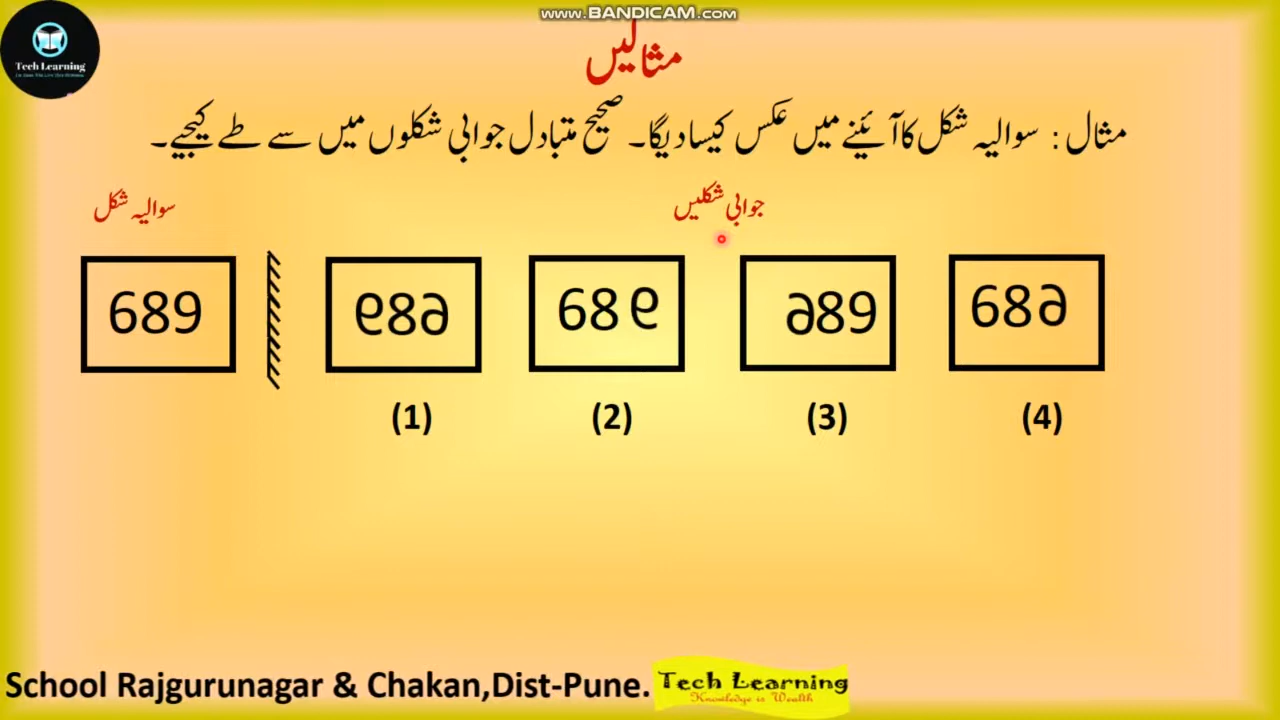 www.BANDICAM.com
Tech Learning
مثالیں
مثال : سوالیہ شکل کا آئینے میں عکس کیسا دیگا۔ صحیح متبادل جوابی شکلوں میں سے طے کیجیے۔
سوالیہ شکل
جوابی شکلیں
689
(1) (2) (3) (4)
School Rajgurunagar & Chakan,Dist-Pune.
Tech Learning
Knowledge is Wealth